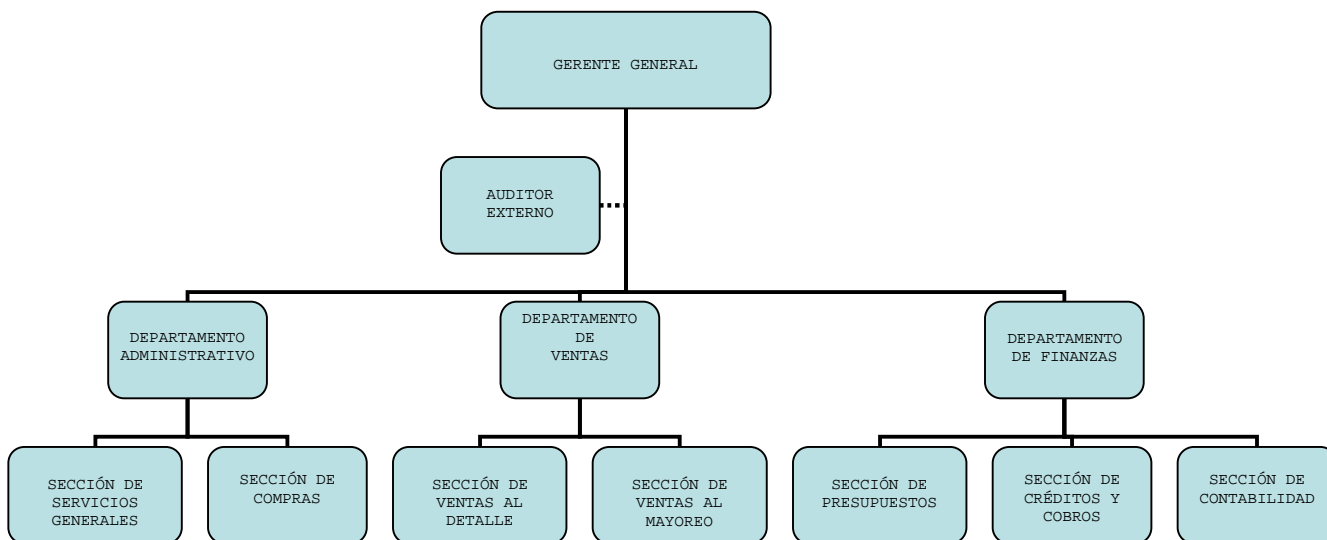 GERENTE GENERAL
AUDITOR
EXTERNO
DEPARTAMENTO
ADMINISTRATIVO
DEPARTAMENTO
DE
VENTAS
DEPARTAMENTO
DE FINANZAS
SECCIÓN DE
SERVICIOS
GENERALES
SECCIÓN DE
COMPRAS
SECCIÓN DE
VENTAS AL
DETALLE
SECCIÓN DE
VENTAS AL
MAYOREO
SECCIÓN DE
PRESUPUESTOS
SECCIÓN DE
CRÉDITOS Y
COBROS
SECCIÓN DE
CONTABILIDAD